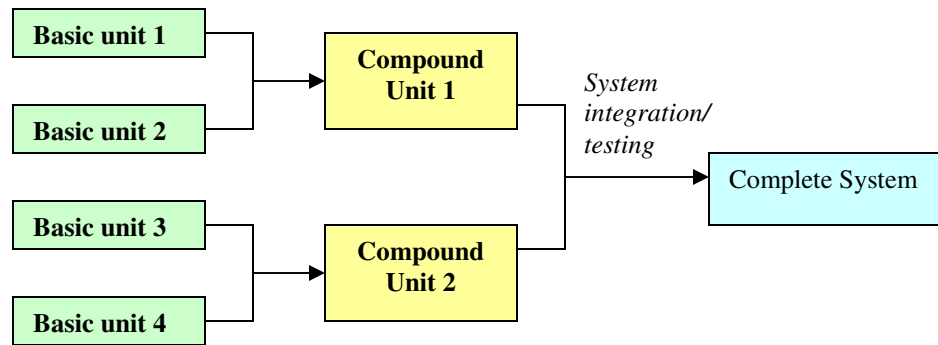 Basic unit 1
Basic unit 2
Basic unit 3
Basic unit 4
Compound
Unit 1
Compound
Unit 2
System
integration/
testing
Complete System